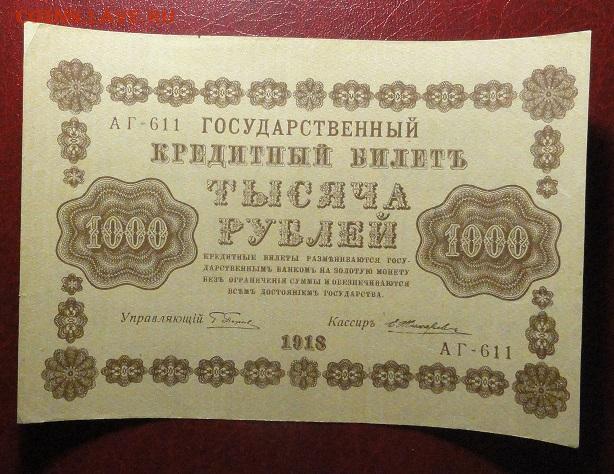 АГ-611 ГОСУДАРСТВЕННЫЙ
КРЕДИТНЫЙ БИЛЕТЪ
ТЫСЯЧА
РУБЛЕЙ
1000
1000
КРЕДИТНЫЕ БИЛЕТЫ РАЗМѢНИВАЮТСЯ ГОСУ-
ДАРСТВЕННЫМЪ БАНКОМЪ НА ЗОЛОТУЮ МОНЕТУ
БЕЗЪ ОГРАНИЧЕНІЯ СУММЫ И ОБЕЗПЕЧИВАЮТСЯ
ВСѢМЪ ДОСТОЯНІЕМЪ ГОСУДАРСТВА.
Управляющій
Кассиръ
1918
АГ-611